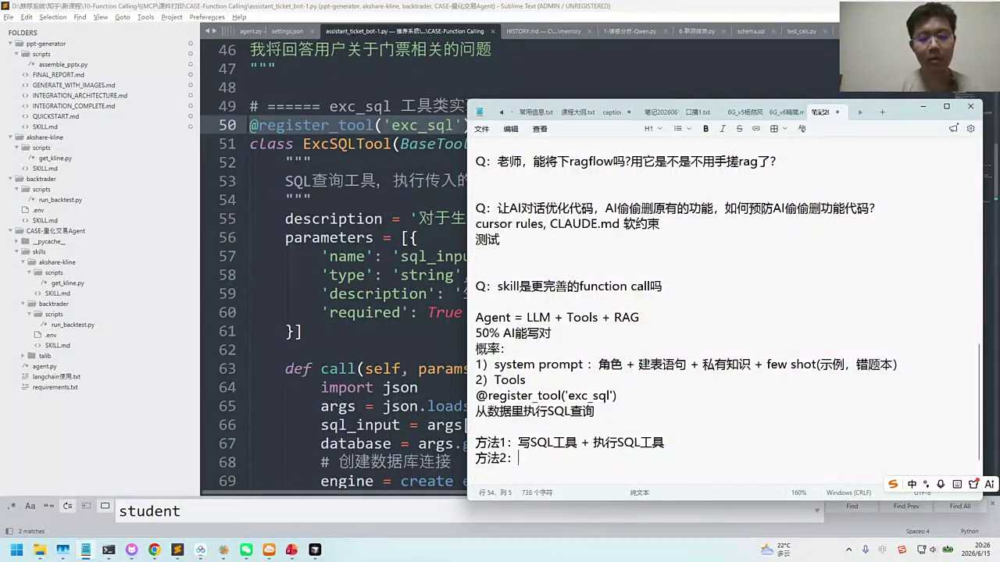 D:\推荐系统\知乎\新课程\10-Function Calling与MCP\课件打印\CASE-Function Calling\assistant_ticket_bot-1.py (ppt-generator, akshare-kline, backtrader, CASE-量化交易Agent) - Sublime Text (ADMIN / UNREGISTERED)
File Edit Selection Find View Goto Tools Project Preferences Help
FOLDERS
ppt-generator
scripts
assemble_pptx.py
FINAL_REPORT.md
GENERATE_WITH_IMAGES.md
INTEGRATION_ARCHITECTURE.md
INTEGRATION_COMPLETE.md
QUICKSTART.md
SKILL.md
akshare-kline
scripts
get_kline.py
SKILL.md
backtrader
scripts
run_backtest.py
.env
SKILL.md
CASE-量化交易Agent
__pycache__
skills
akshare-kline
scripts
get_kline.py
SKILL.md
backtrader
scripts
run_backtest.py
.env
SKILL.md
talib
agent.py
langchain使用.txt
requirements.txt
agent.py settings.json assistant_ticket_bot-1.py — 推荐系统\...\CASE-Function Calling HISTORY.md — C:\...\memory 1-情感分析-Qwen.py schema.sql test_calc.py
46 我将回答用户关于门票相关的问题
47 """
48
49 # ====== exc_sql 工具类实
50 @register_tool('exc_sql')
51 class ExcSQLTool(BaseTool
52 """
53 SQL查询工具，执行传入的
54 """
55 description = '对于生
56 parameters = [{
57 'name': 'sql_inpu
58 'type': 'string',
59 'description': '
60 'required': True
61 }]
62
63 def call(self, params
64 import json
65 args = json.loads
66 sql_input = args[
67 database = args.g
68 # 创建数据库连接
69 engine = create e
常用信息.txt 课程大纲.txt caption 笔记202606 口播1.txt 6G_v5杨然风 6G_v6精简.m 笔记20
文件 编辑 查看 H1 B I S
Q：老师，能将下ragflow吗?用它是不是不用手搓rag了?
Q：让AI对话优化代码，AI偷偷删原有的功能，如何预防AI偷偷删功能代码?
cursor rules, CLAUDE.md 软约束
测试
Q：skill是更完善的function call吗
Agent = LLM + Tools + RAG
50% AI能写对
概率：
1）system prompt ：角色 + 建表语句 + 私有知识 + few shot(示例，错题本)
2）Tools
@register_tool('exc_sql')
从数据里执行SQL查询
方法1：写SQL工具 + 执行SQL工具
方法2：
行 54, 列 5 738 个字符 纯文本 160% Windows (CRLF) UTF-8
中 Ai
Aa student Find Find Prev Find All
2 matches Spaces: 4 Python
22°C
多云
20:26
2026/6/15